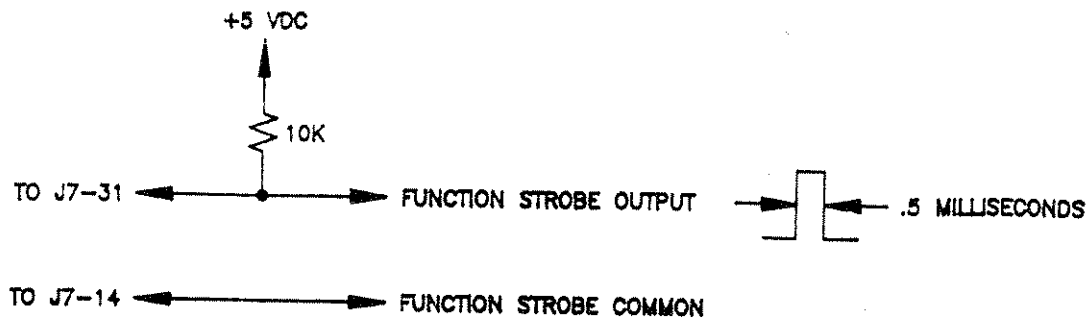 +5 VDC
10K
TO J7-31
FUNCTION STROBE OUTPUT
.5 MILLISECONDS
TO J7-14
FUNCTION STROBE COMMON